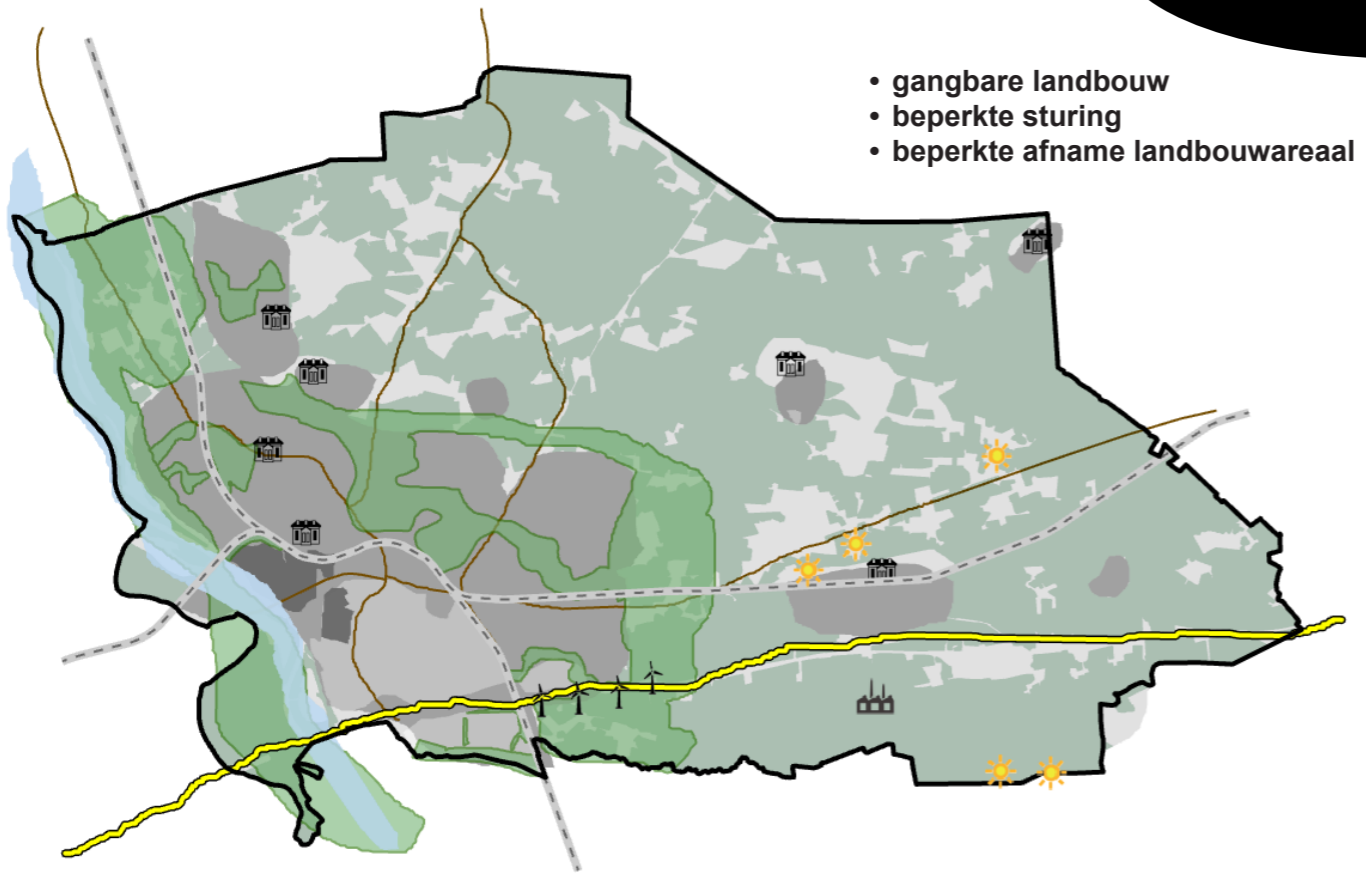 • gangbare landbouw
• beperkte sturing
• beperkte afname landbouwareaal